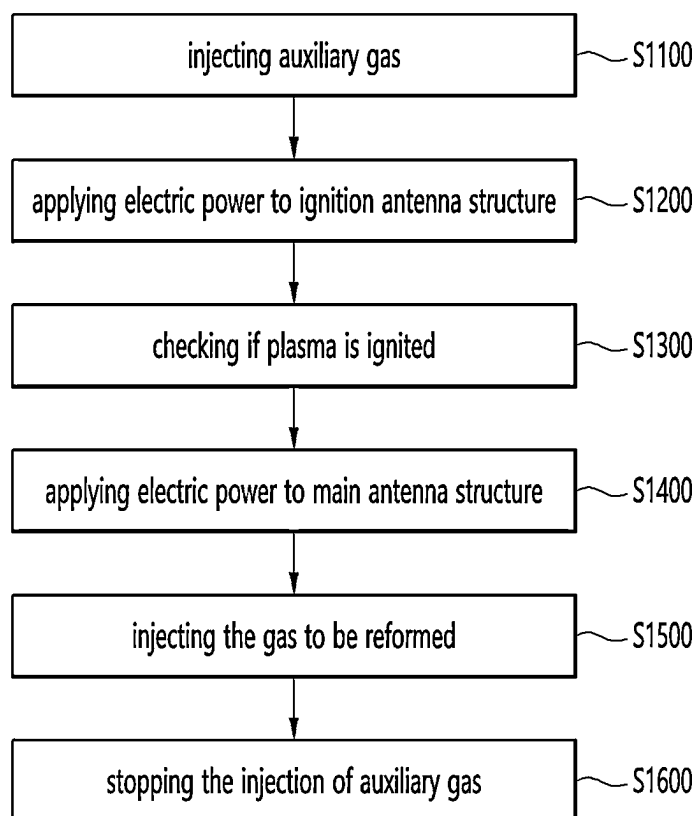 injecting auxiliary gas S1100
applying electric power to ignition antenna structure S1200
checking if plasma is ignited S1300
applying electric power to main antenna structure S1400
injecting the gas to be reformed S1500
stopping the injection of auxiliary gas S1600